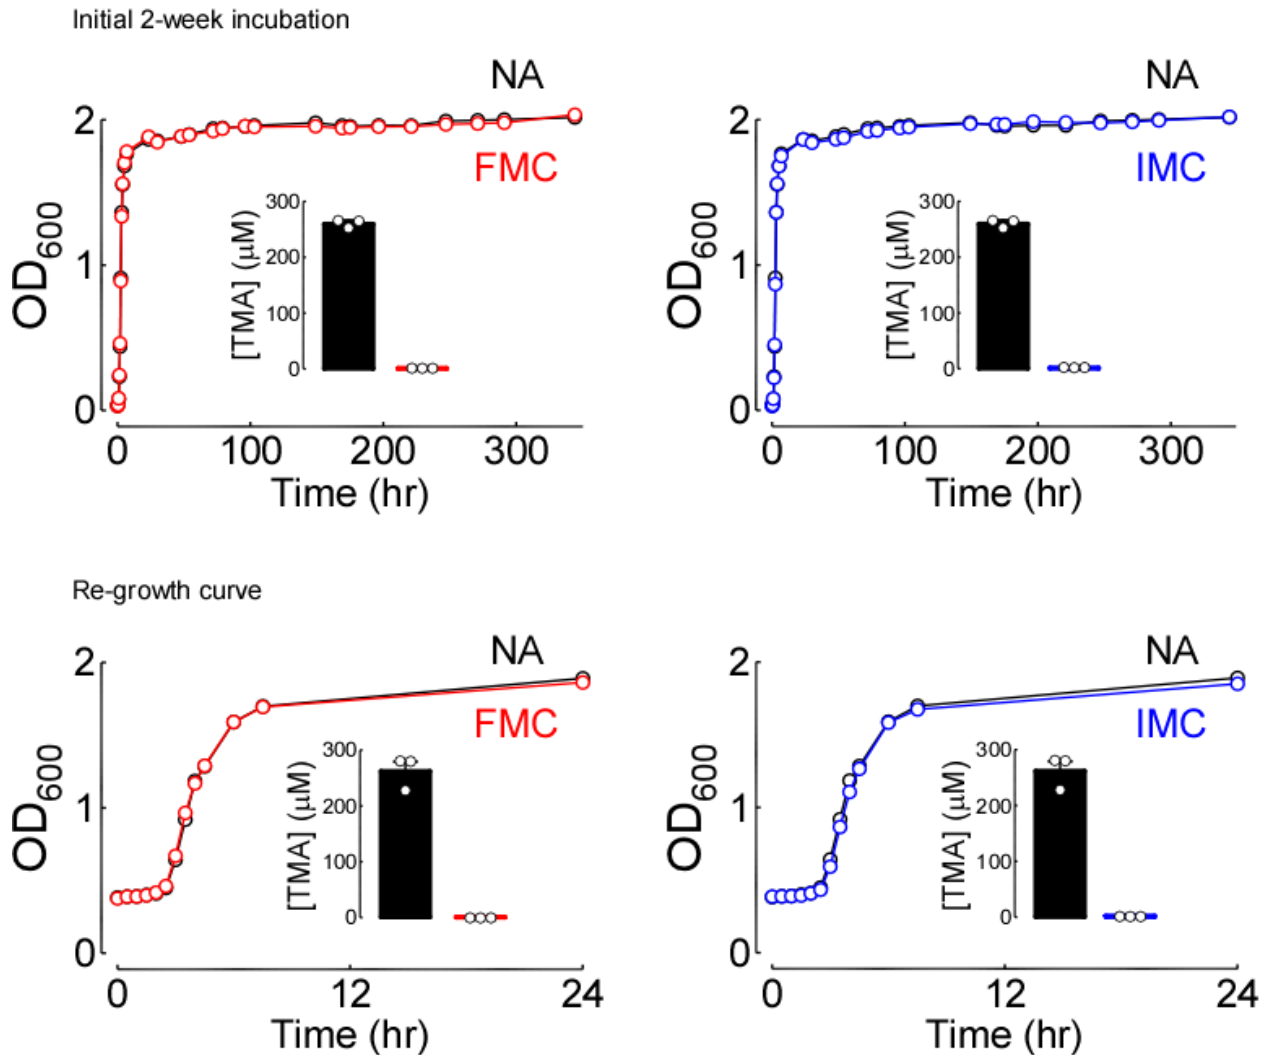 Initial 2-week incubation
NA
FMC
OD600
2
1
0
0 100 200 300
Time (hr)
[TMA] (μM)
300
200
100
0
NA
IMC
OD600
2
1
0
0 100 200 300
Time (hr)
[TMA] (μM)
300
200
100
0
Re-growth curve
NA
FMC
OD600
2
1
0
0 12 24
Time (hr)
[TMA] (μM)
300
200
100
0
NA
IMC
OD600
2
1
0
0 12 24
Time (hr)
[TMA] (μM)
300
200
100
0